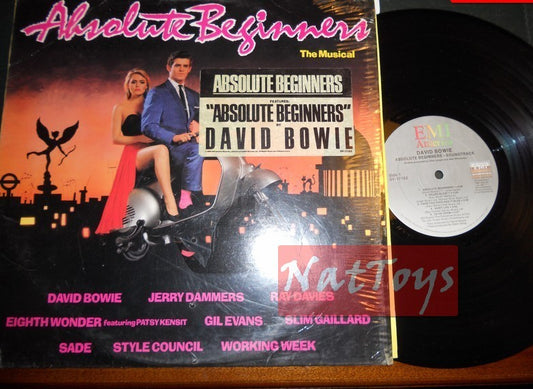 Absolute Beginners
The Musical
ABSOLUTE BEGINNERS
FEATURES:
"ABSOLUTE BEGINNERS"
BY
DAVID BOWIE
DAVID BOWIE JERRY DAMMERS RAY DAVIES
EIGHTH WONDER featuring PATSY KENSIT GIL EVANS SLIM GAILLARD
SADE STYLE COUNCIL WORKING WEEK
EMI
America
DAVID BOWIE
ABSOLUTE BEGINNERS - SOUNDTRACK
NatToys